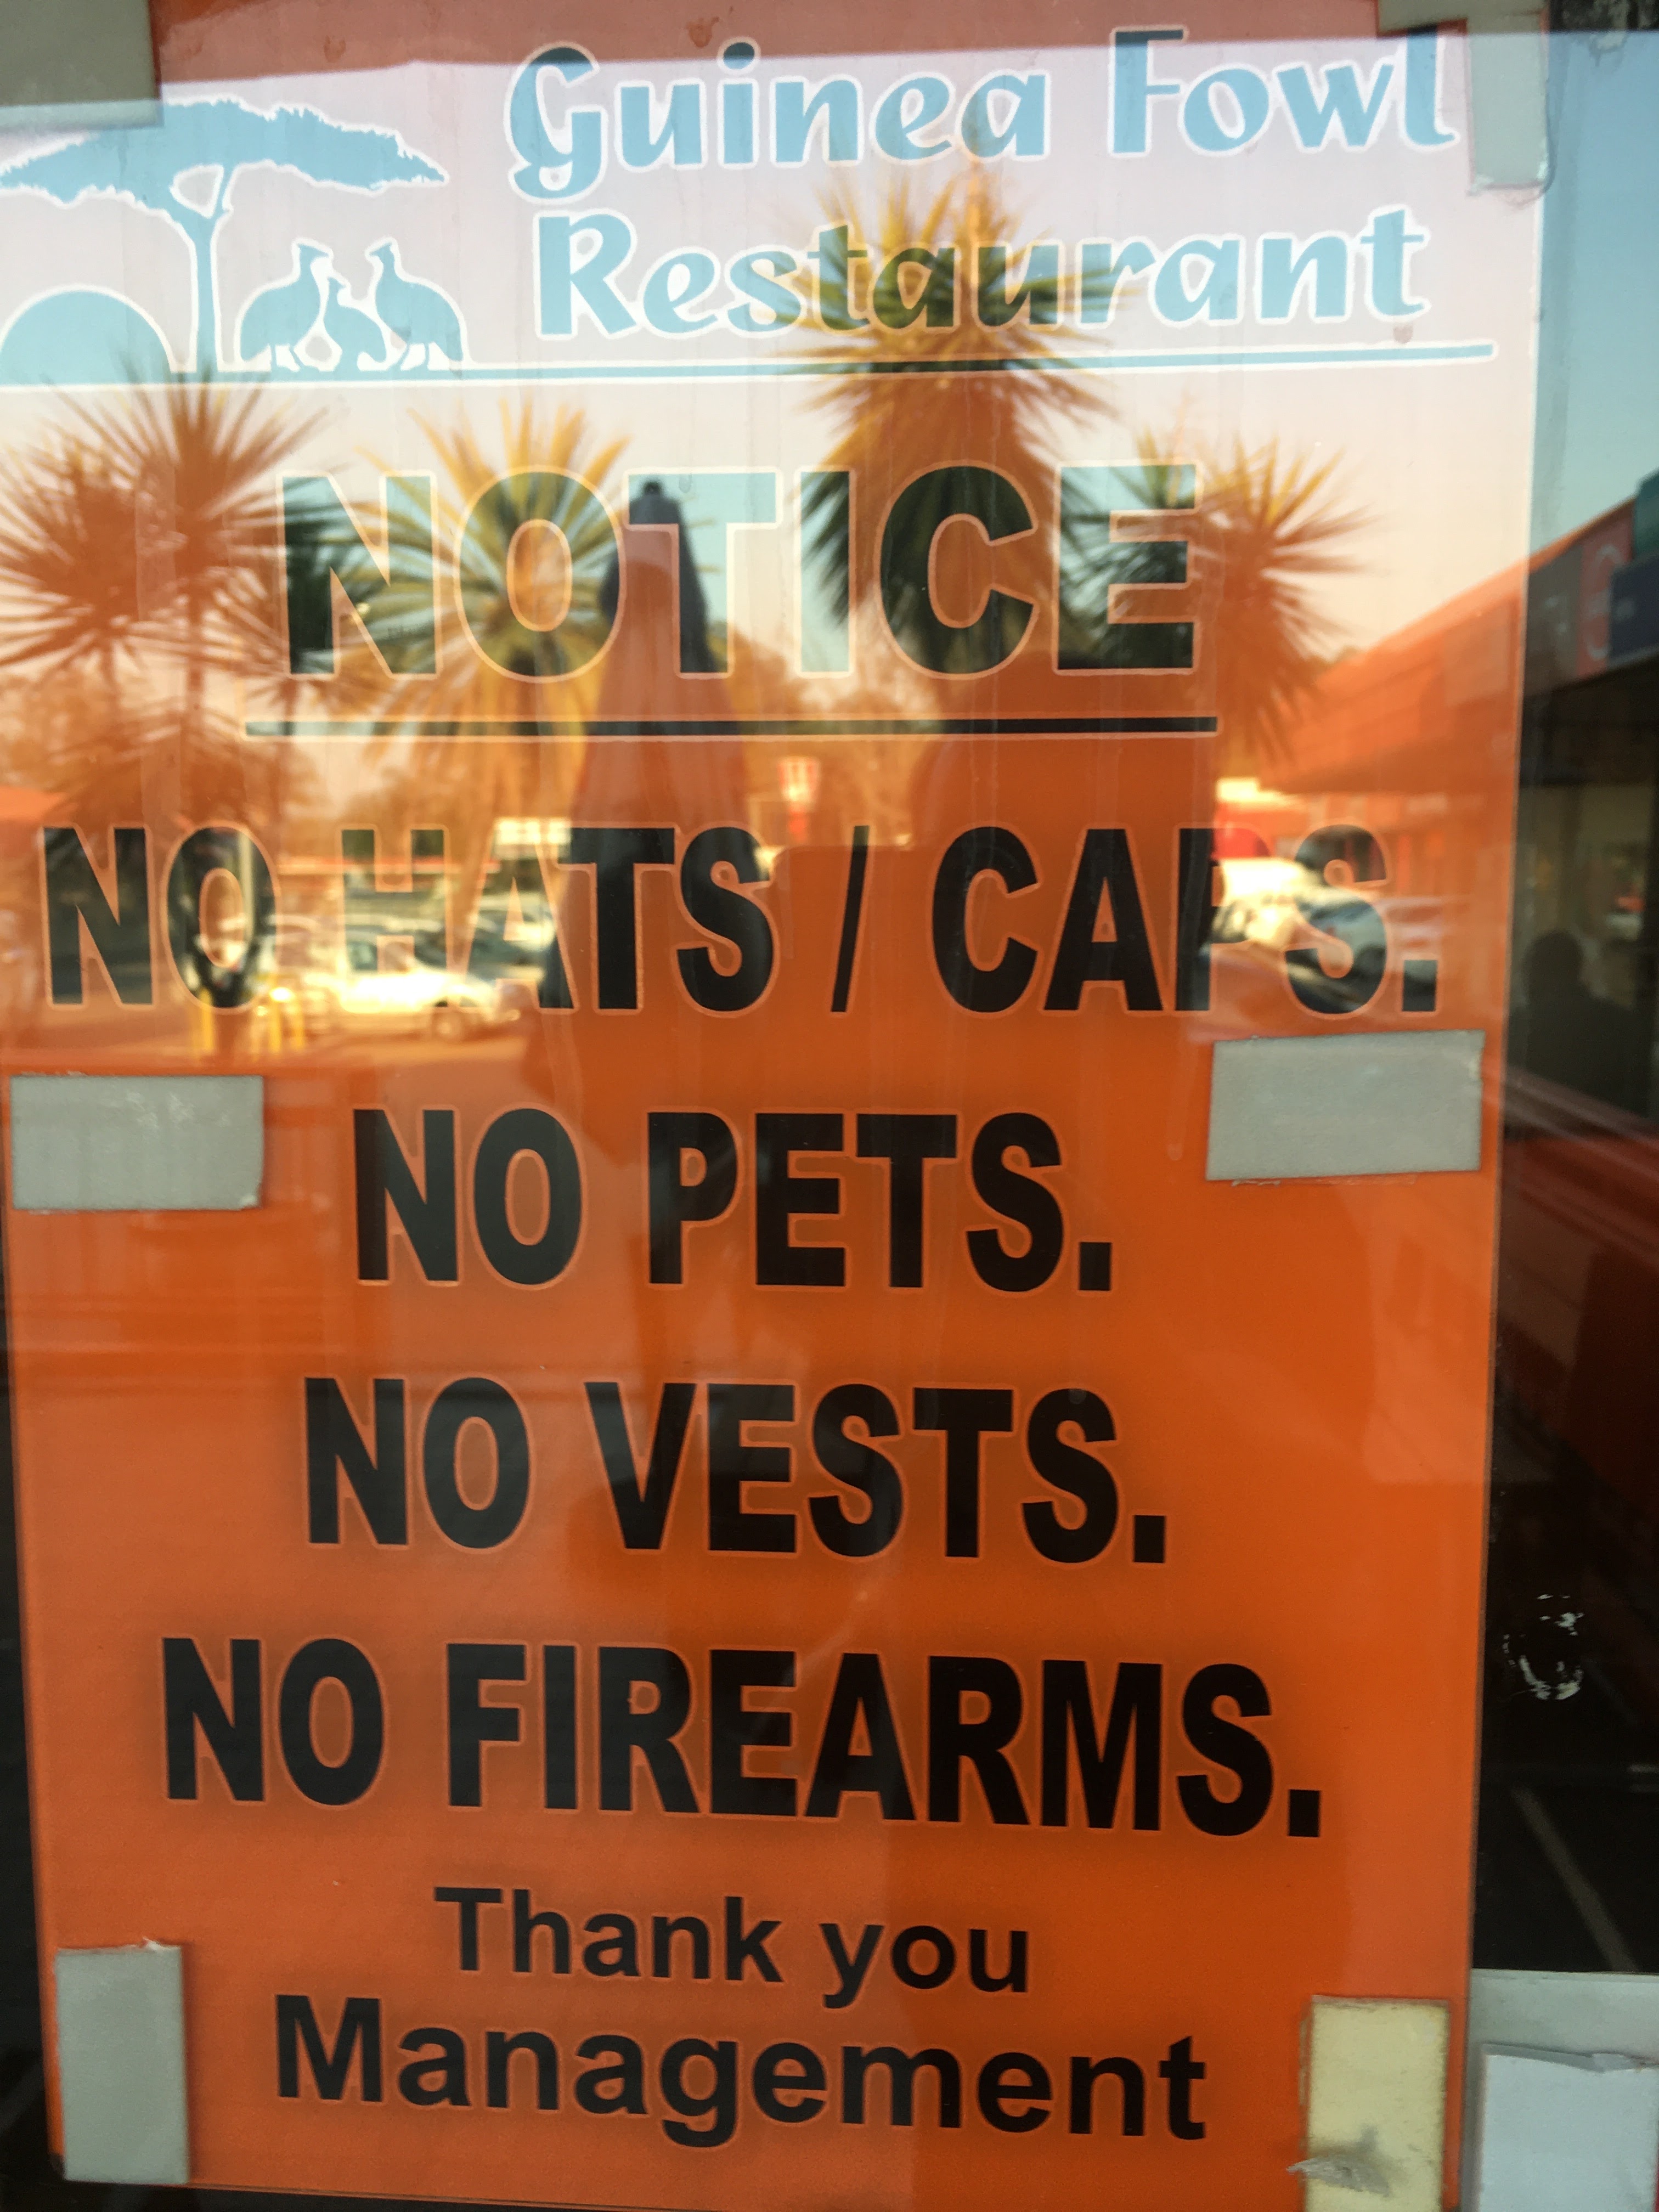 Guinea Fowl
Restaurant
NOTICE
NO HATS / CAPS.
NO PETS.
NO VESTS.
NO FIREARMS.
Thank you
Management